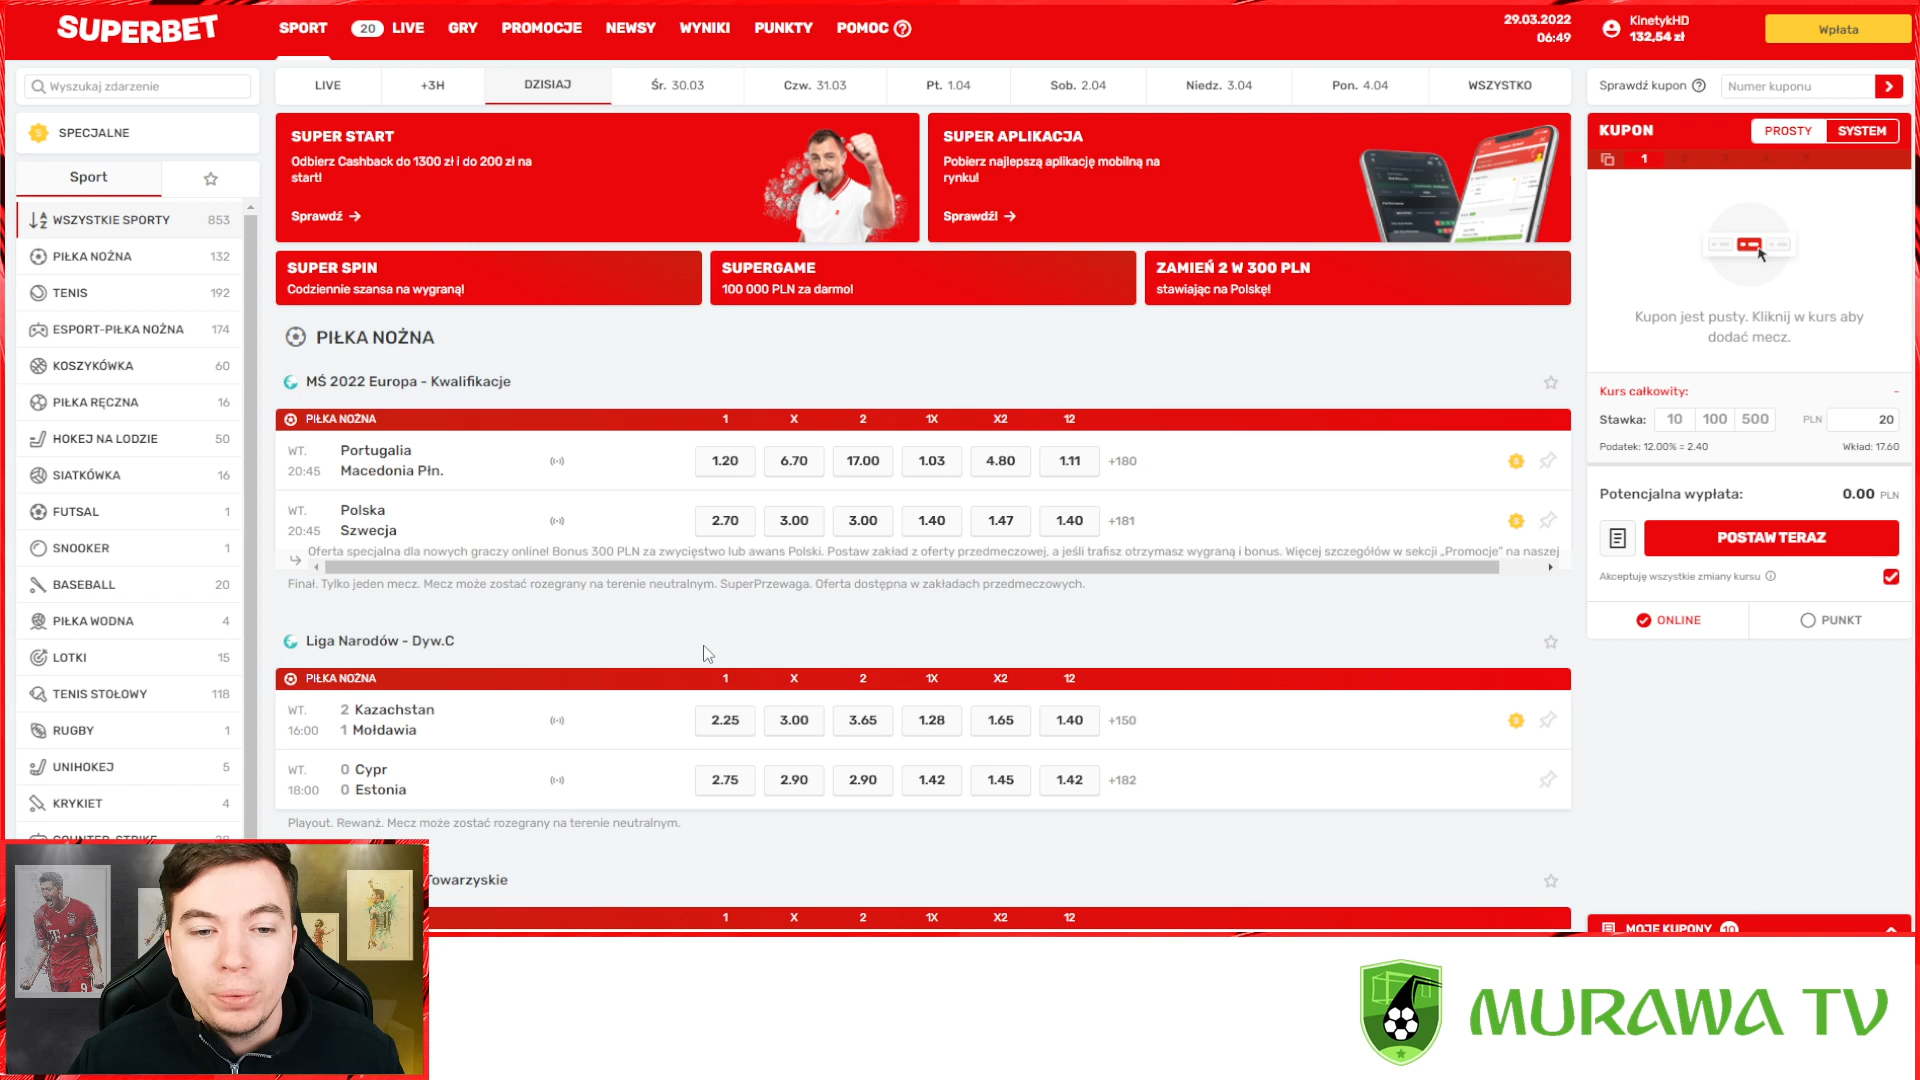 SUPERBET
SPORT
20 LIVE
GRY
PROMOCJE
NEWSY
WYNIKI
PUNKTY
POMOC ?
29.03.2022
06:49
KinetykHD
132,54 zł
Wpłata
Wyszukaj zdarzenie
LIVE
+3H
DZISIAJ
Śr. 30.03
Czw. 31.03
Pt. 1.04
Sob. 2.04
Niedz. 3.04
Pon. 4.04
WSZYSTKO
Sprawdź kupon ?
Numer kuponu
SPECJALNE
Sport
WSZYSTKIE SPORTY 853
PIŁKA NOŻNA 132
TENIS 192
ESPORT-PIŁKA NOŻNA 174
KOSZYKÓWKA 60
PIŁKA RĘCZNA 16
HOKEJ NA LODZIE 50
SIATKÓWKA 16
FUTSAL 1
SNOOKER 1
BASEBALL 20
PIŁKA WODNA 4
LOTKI 15
TENIS STOŁOWY 118
RUGBY 1
UNIHOKEJ 5
KRYKIET 4
COUNTER-STRIKE 28
SUPER START
Odbierz Cashback do 1300 zł i do 200 zł na
start!
Sprawdź →
SUPER APLIKACJA
Pobierz najlepszą aplikację mobilną na
rynku!
Sprawdź! →
SUPER SPIN
Codziennie szansa na wygraną!
SUPERGAME
100 000 PLN za darmo!
ZAMIEŃ 2 W 300 PLN
stawiając na Polskę!
PIŁKA NOŻNA
MŚ 2022 Europa - Kwalifikacje
PIŁKA NOŻNA 1 X 2 1X X2 12
WT. 20:45
Portugalia
Macedonia Płn.
1.20 6.70 17.00 1.03 4.80 1.11 +180
WT. 20:45
Polska
Szwecja
2.70 3.00 3.00 1.40 1.47 1.40 +181
Oferta specjalna dla nowych graczy online! Bonus 300 PLN za zwycięstwo lub awans Polski. Postaw zakład z oferty przedmeczowej, a jeśli trafisz otrzymasz wygraną i bonus. Więcej szczegółów w sekcji „Promocje” na naszej
Finał. Tylko jeden mecz. Mecz może zostać rozegrany na terenie neutralnym. SuperPrzewaga. Oferta dostępna w zakładach przedmeczowych.
Liga Narodów - Dyw.C
PIŁKA NOŻNA 1 X 2 1X X2 12
WT. 16:00
2 Kazachstan
1 Mołdawia
2.25 3.00 3.65 1.28 1.65 1.40 +150
WT. 18:00
0 Cypr
0 Estonia
2.75 2.90 2.90 1.42 1.45 1.42 +182
Playout. Rewanż. Mecz może zostać rozegrany na terenie neutralnym.
Towarzyskie
1 X 2 1X X2 12
KUPON
PROSTY
SYSTEM
1
Kupon jest pusty. Kliknij w kurs aby
dodać mecz.
Kurs całkowity: -
Stawka: 10 100 500 PLN 20
Podatek: 12.00% = 2.40 Wkład: 17.60
Potencjalna wypłata: 0.00 PLN
POSTAW TERAZ
Akceptuję wszystkie zmiany kursu
ONLINE
PUNKT
MOJE KUPONY 10
MURAWA TV